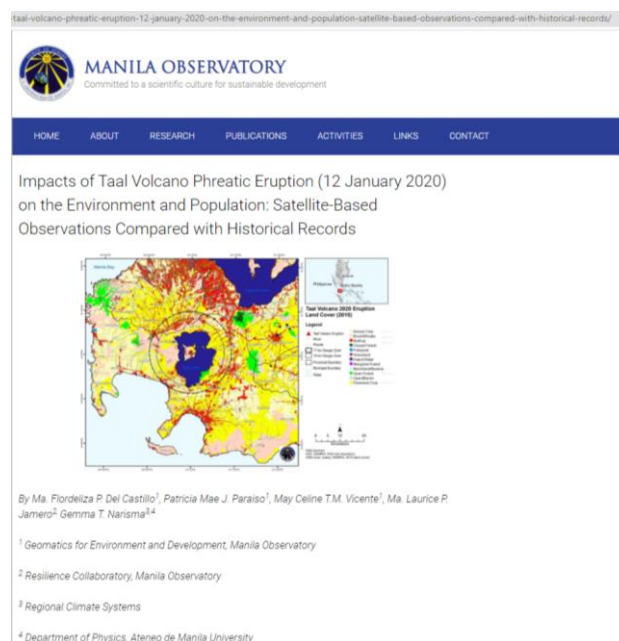 taal-volcano-phreatic-eruption-12-january-2020-on-the-environment-and-population-satellite-based-observations-compared-with-historical-records/
MANILA OBSERVATORY
Committed to a scientific culture for sustainable development
HOME ABOUT RESEARCH PUBLICATIONS ACTIVITIES LINKS CONTACT
Impacts of Taal Volcano Phreatic Eruption (12 January 2020)
on the Environment and Population: Satellite-Based
Observations Compared with Historical Records
Manila Bay
Philippines
Taal Volcano 2020 Eruption
Land Cover (2015)
Legend
By Ma. Flordeliza P. Del Castillo1, Patricia Mae J. Paraiso1, May Celine T.M. Vicente1, Ma. Laurice P.
Jamero2 Gemma T. Narisma3,4
1 Geomatics for Environment and Development, Manila Observatory
2 Resilience Collaboratory, Manila Observatory
3 Regional Climate Systems
4 Department of Physics, Ateneo de Manila University